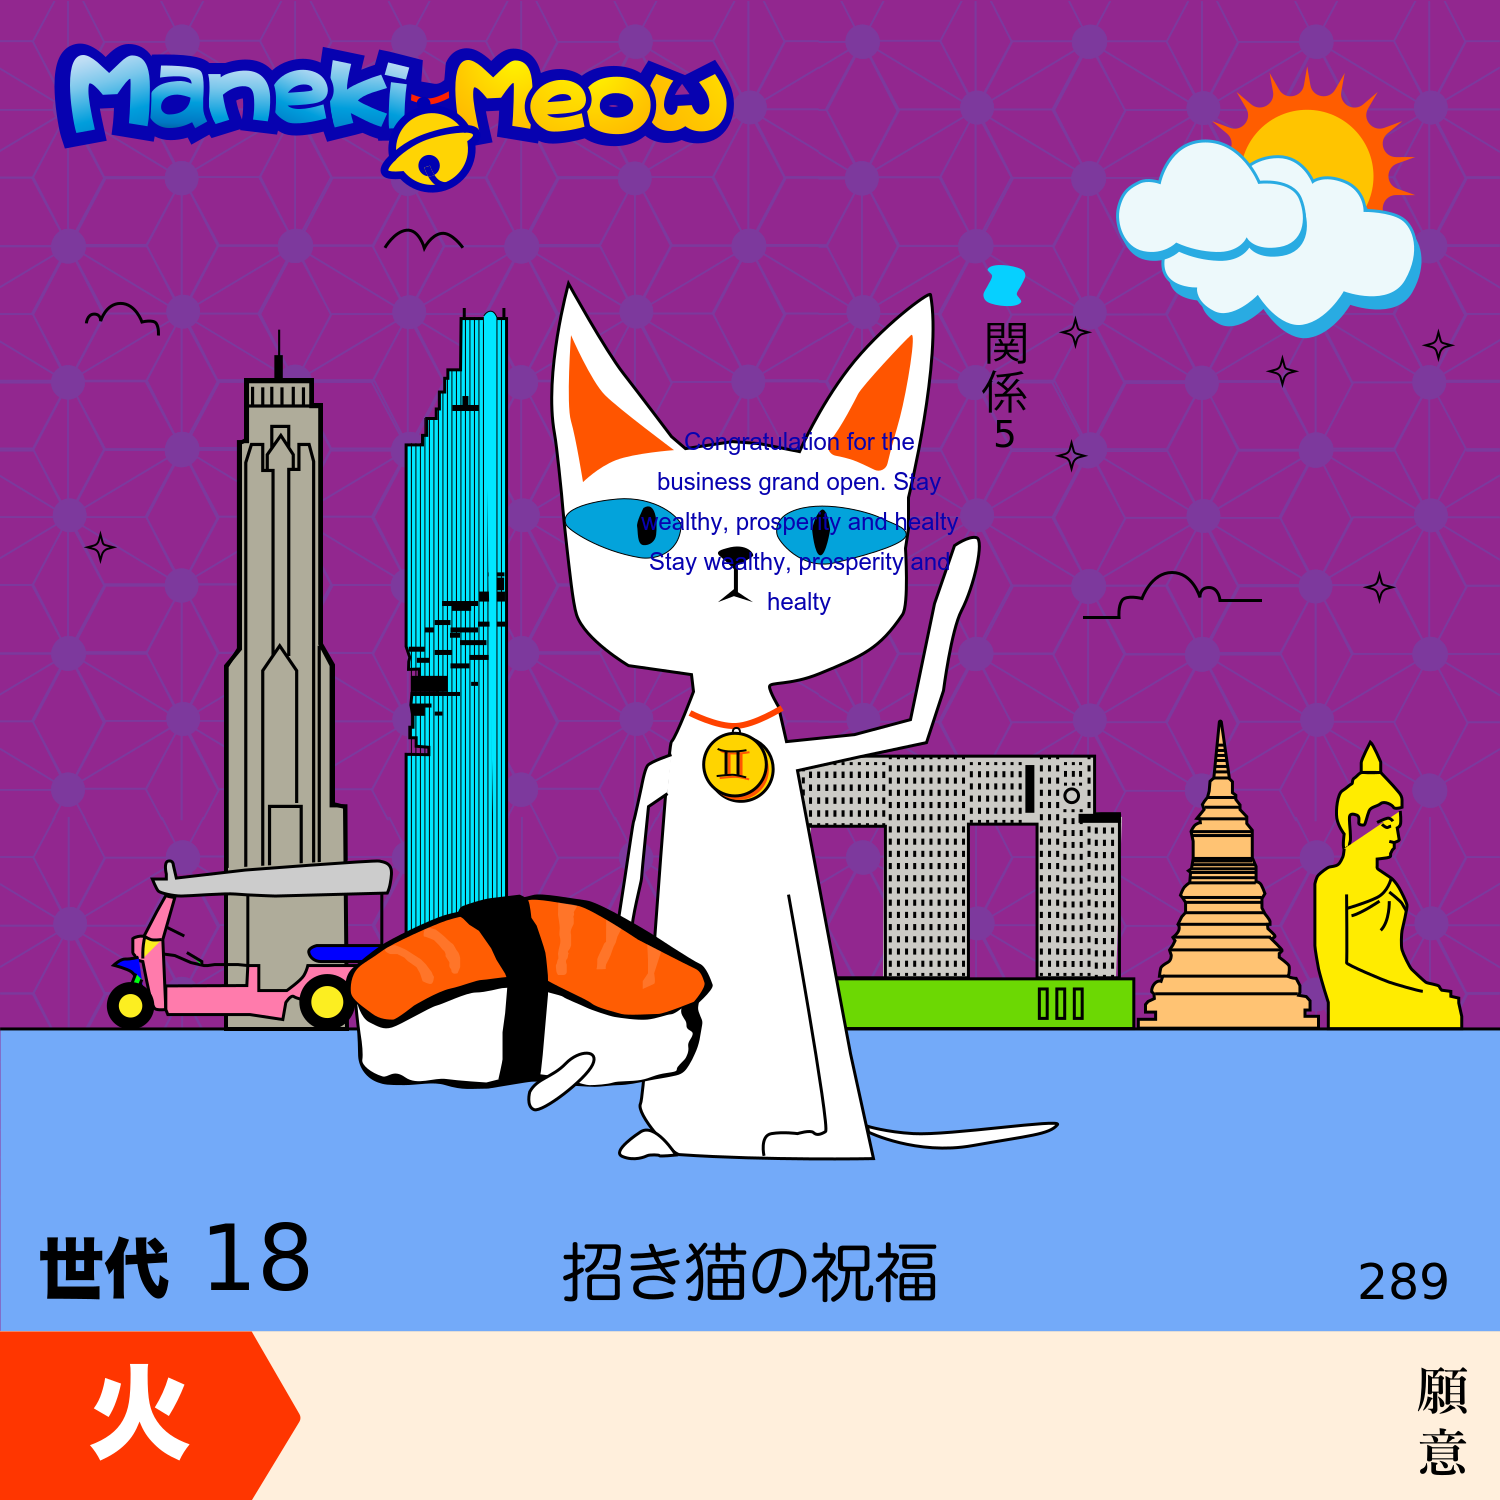 Maneki-Meow
関係5
Congratulation for the
business grand open. Stay
wealthy, prosperity and healty
Stay wealthy, prosperity and
healty
♊
世代 18
招き猫の祝福
289
火
願意